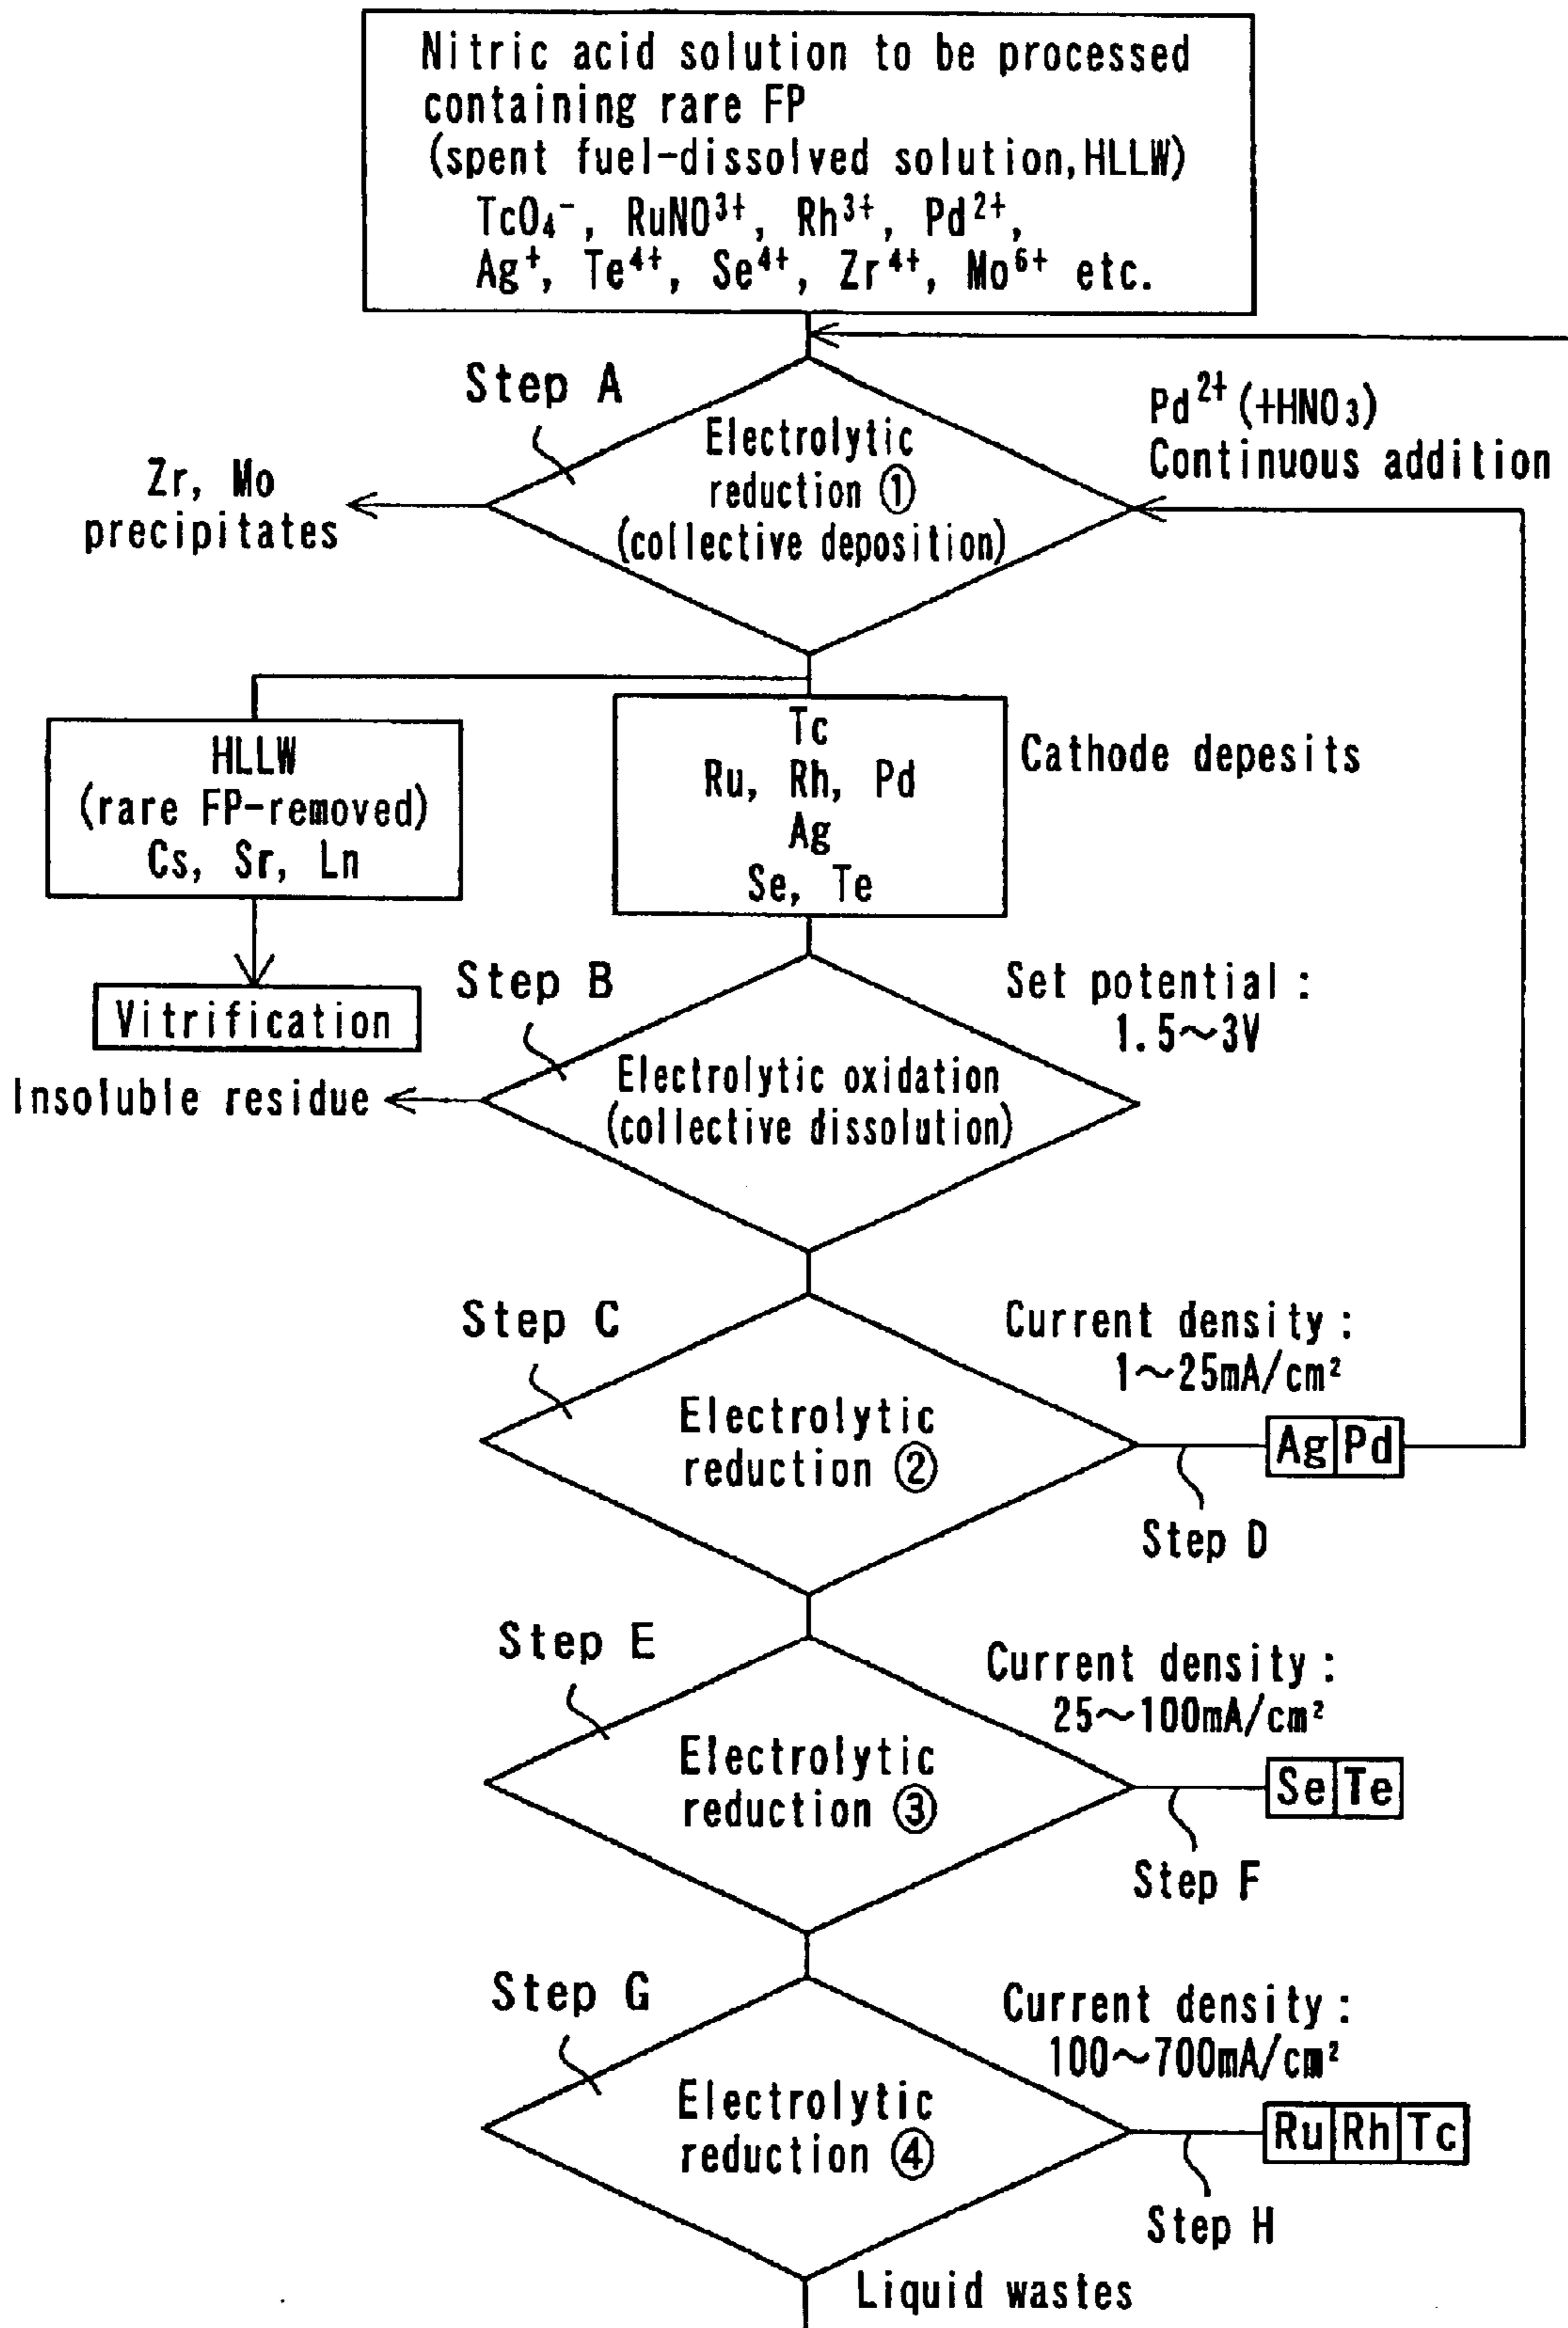 Nitric acid solution to be processed
containing rare FP
(spent fuel-dissolved solution,HLLW)
TcO₄⁻, RuNO³⁺, Rh³⁺, Pd²⁺,
Ag⁺, Te⁴⁺, Se⁴⁺, Zr⁴⁺, Mo⁶⁺ etc.
Step A
Pd²⁺(+HNO₃)
Continuous addition
Electrolytic
reduction ①
(collective deposition)
Zr, Mo
precipitates
HLLW
(rare FP-removed)
Cs, Sr, Ln
Tc
Ru, Rh, Pd
Ag
Se, Te
Cathode deposits
Vitrification
Step B
Set potential:
1.5～3V
Electrolytic oxidation
(collective dissolution)
Insoluble residue
Step C
Current density:
1～25mA/cm²
Electrolytic
reduction ②
Ag Pd
Step D
Step E
Current density:
25～100mA/cm²
Electrolytic
reduction ③
Se Te
Step F
Step G
Current density:
100～700mA/cm²
Electrolytic
reduction ④
Ru Rh Tc
Step H
Liquid wastes